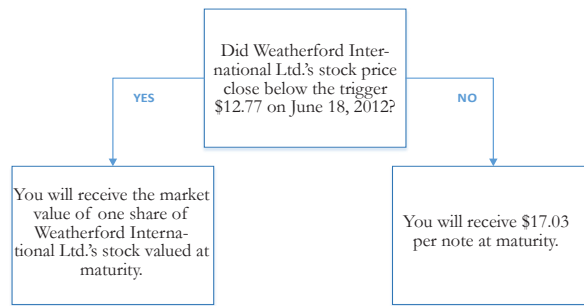 Did Weatherford Inter-
national Ltd.'s stock price
close below the trigger
$12.77 on June 18, 2012?
YES
NO
You will receive the market
value of one share of
Weatherford Interna-
tional Ltd.'s stock valued at
maturity.
You will receive $17.03
per note at maturity.